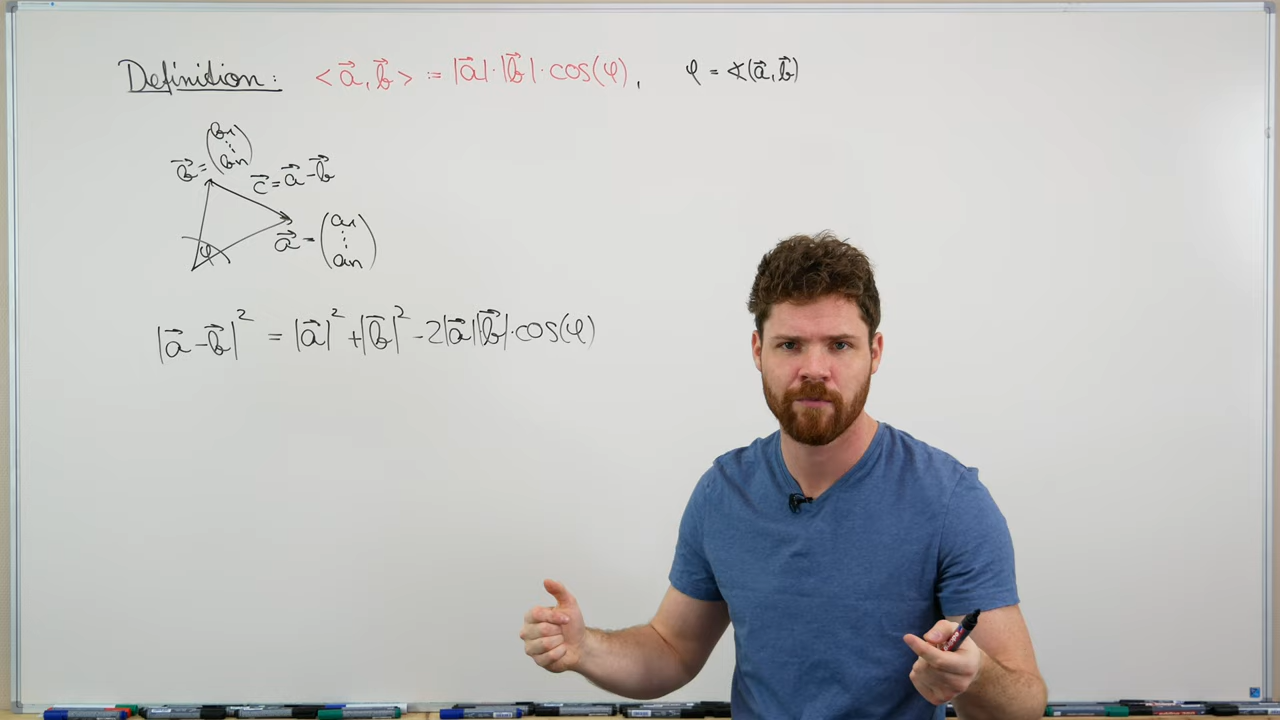 Definition: <a⃗, b⃗> := |a⃗|·|b⃗|·cos(φ), φ = ∢(a⃗, b⃗)
b⃗ = (b1 ⋮ bn)
c⃗ = a⃗ - b⃗
a⃗ = (a1 ⋮ an)
φ
|a⃗ - b⃗|² = |a⃗|² + |b⃗|² - 2|a⃗||b⃗|·cos(φ)